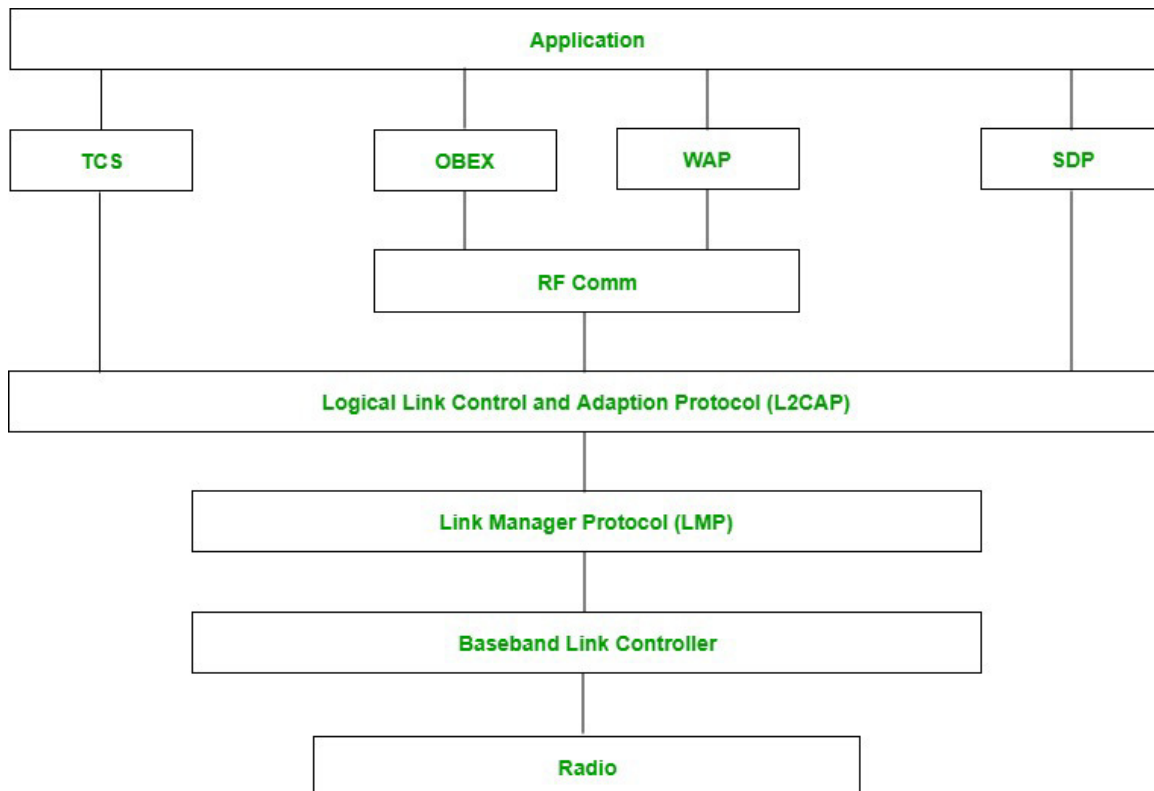 Application
TCS
OBEX
WAP
SDP
RF Comm
Logical Link Control and Adaption Protocol (L2CAP)
Link Manager Protocol (LMP)
Baseband Link Controller
Radio